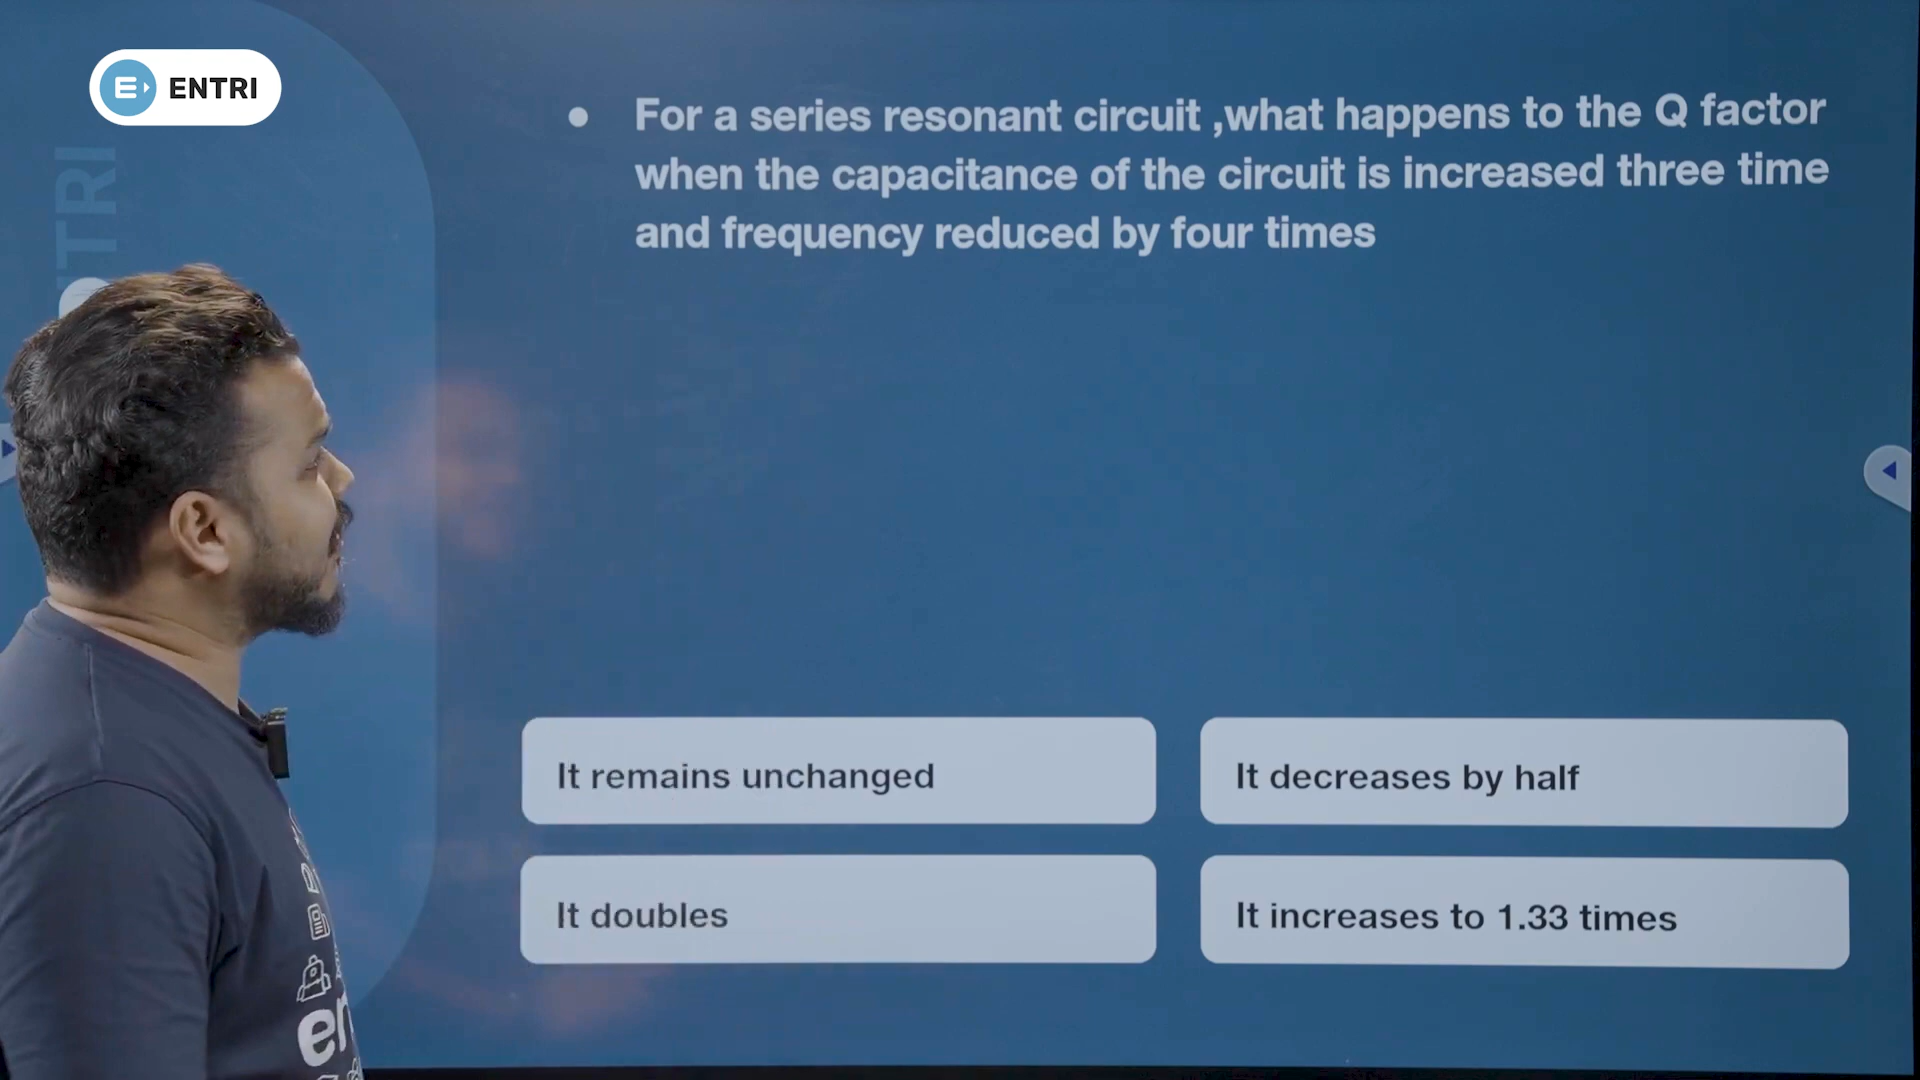 ENTRI
TRI
For a series resonant circuit ,what happens to the Q factor
when the capacitance of the circuit is increased three time
and frequency reduced by four times
It remains unchanged
It decreases by half
It doubles
It increases to 1.33 times
en